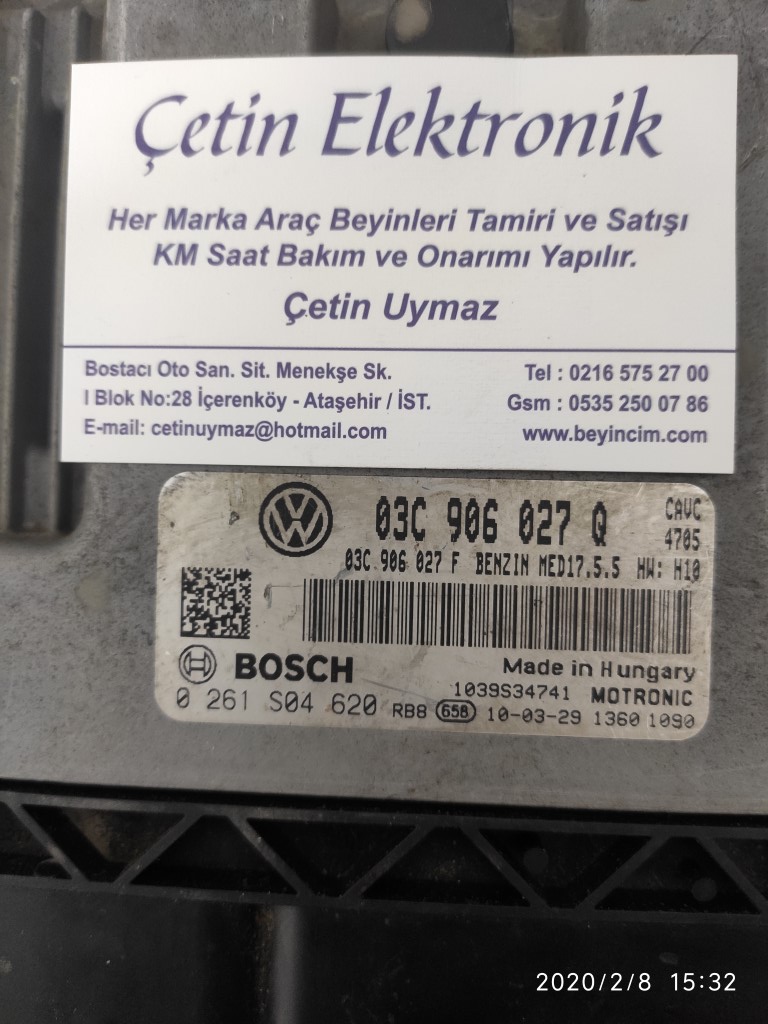 Çetin Elektronik
Her Marka Araç Beyinleri Tamiri ve Satışı
KM Saat Bakım ve Onarımı Yapılır.
Çetin Uymaz
Bostacı Oto San. Sit. Menekşe Sk.
I Blok No:28 İçerenköy - Ataşehir / İST.
E-mail: cetinuymaz@hotmail.com
Tel : 0216 575 27 00
Gsm : 0535 250 07 86
www.beyincim.com
03C 906 027 Q
CAVC
4705
03C 906 027 F BENZIN MED17.5.5 HW: H10
BOSCH
Made in Hungary
1039S34741 MOTRONIC
0 261 S04 620 RB8 658 10-03-29 1360 1090
2020/2/8 15:32